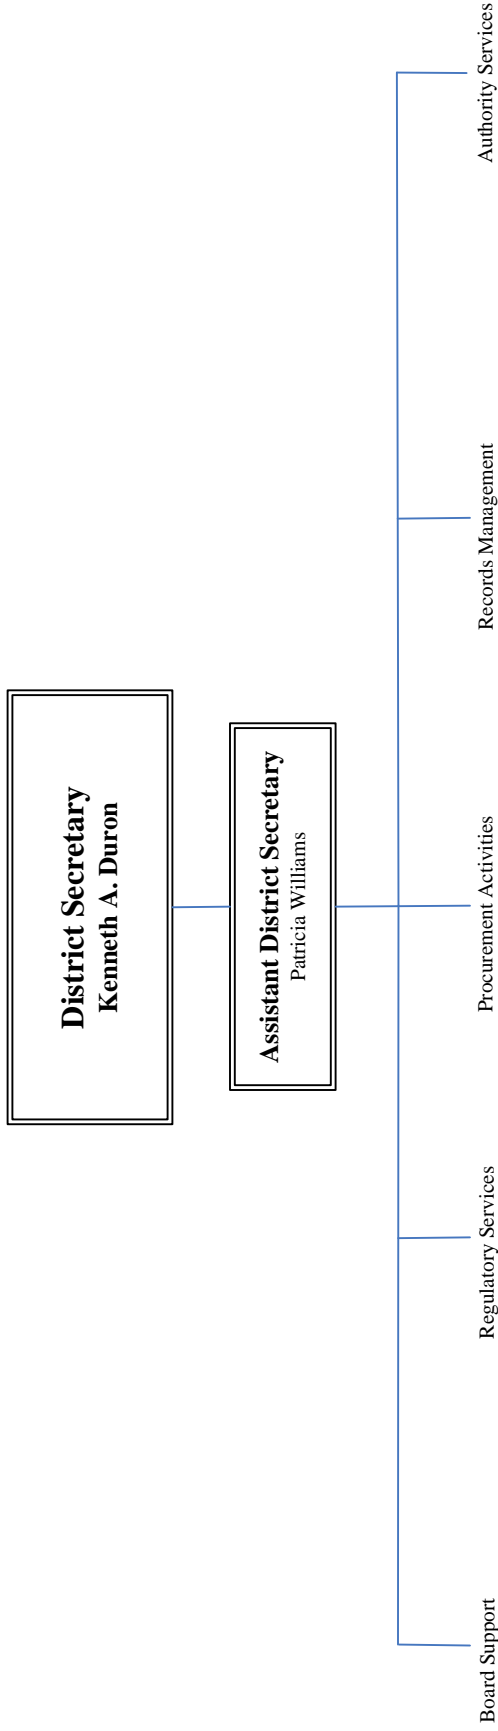 District Secretary
Kenneth A. Duron
Assistant District Secretary
Patricia Williams
Board Support
Regulatory Services
Procurement Activities
Records Management
Authority Services